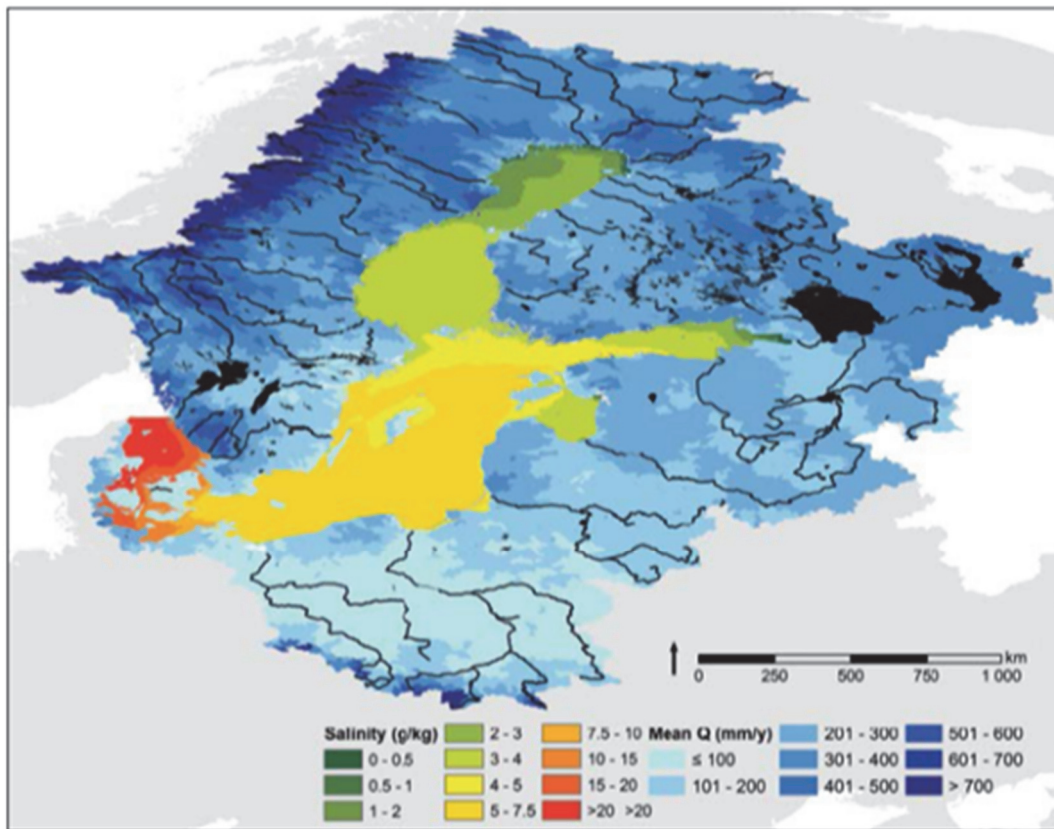 km
0 250 500 750 1 000
Salinity (g/kg) 2 - 3 7.5 - 10 Mean Q (mm/y) 201 - 300 501 - 600
0 - 0.5 3 - 4 10 - 15 ≤ 100 301 - 400 601 - 700
0.5 - 1 4 - 5 15 - 20 101 - 200 401 - 500 > 700
1 - 2 5 - 7.5 >20 >20